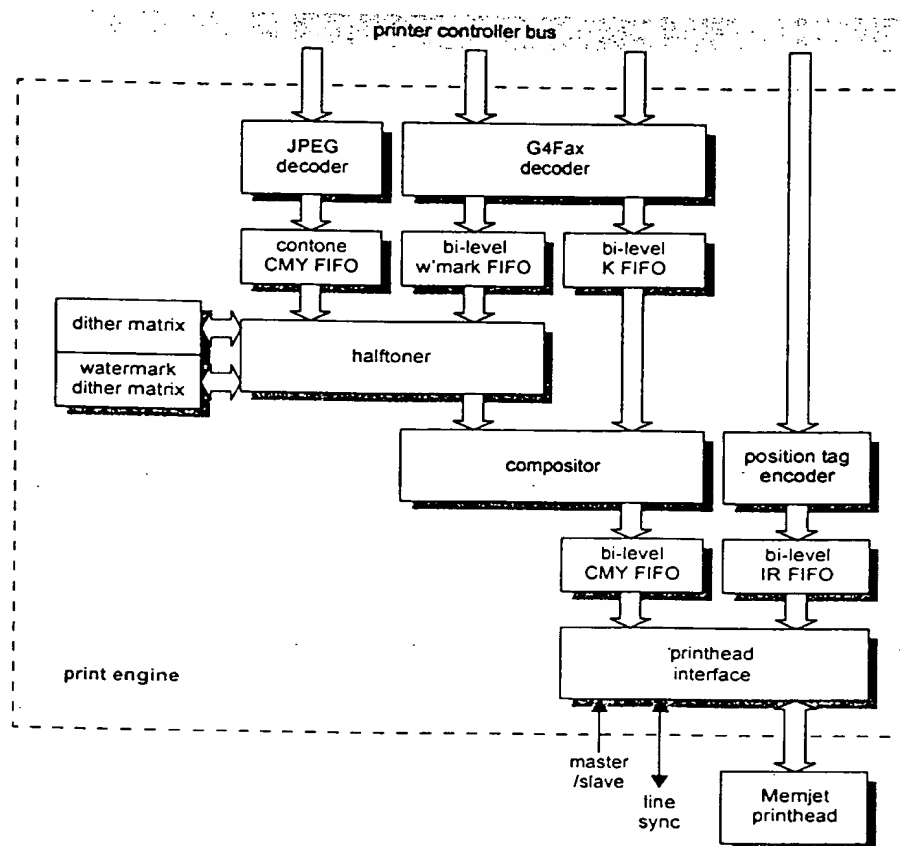 printer controller bus
JPEG
decoder
G4Fax
decoder
contone
CMY FIFO
bi-level
w'mark FIFO
bi-level
K FIFO
dither matrix
watermark
dither matrix
halftoner
compositor
position tag
encoder
bi-level
CMY FIFO
bi-level
IR FIFO
printhead
interface
print engine
master
/slave
line
sync
Memjet
printhead